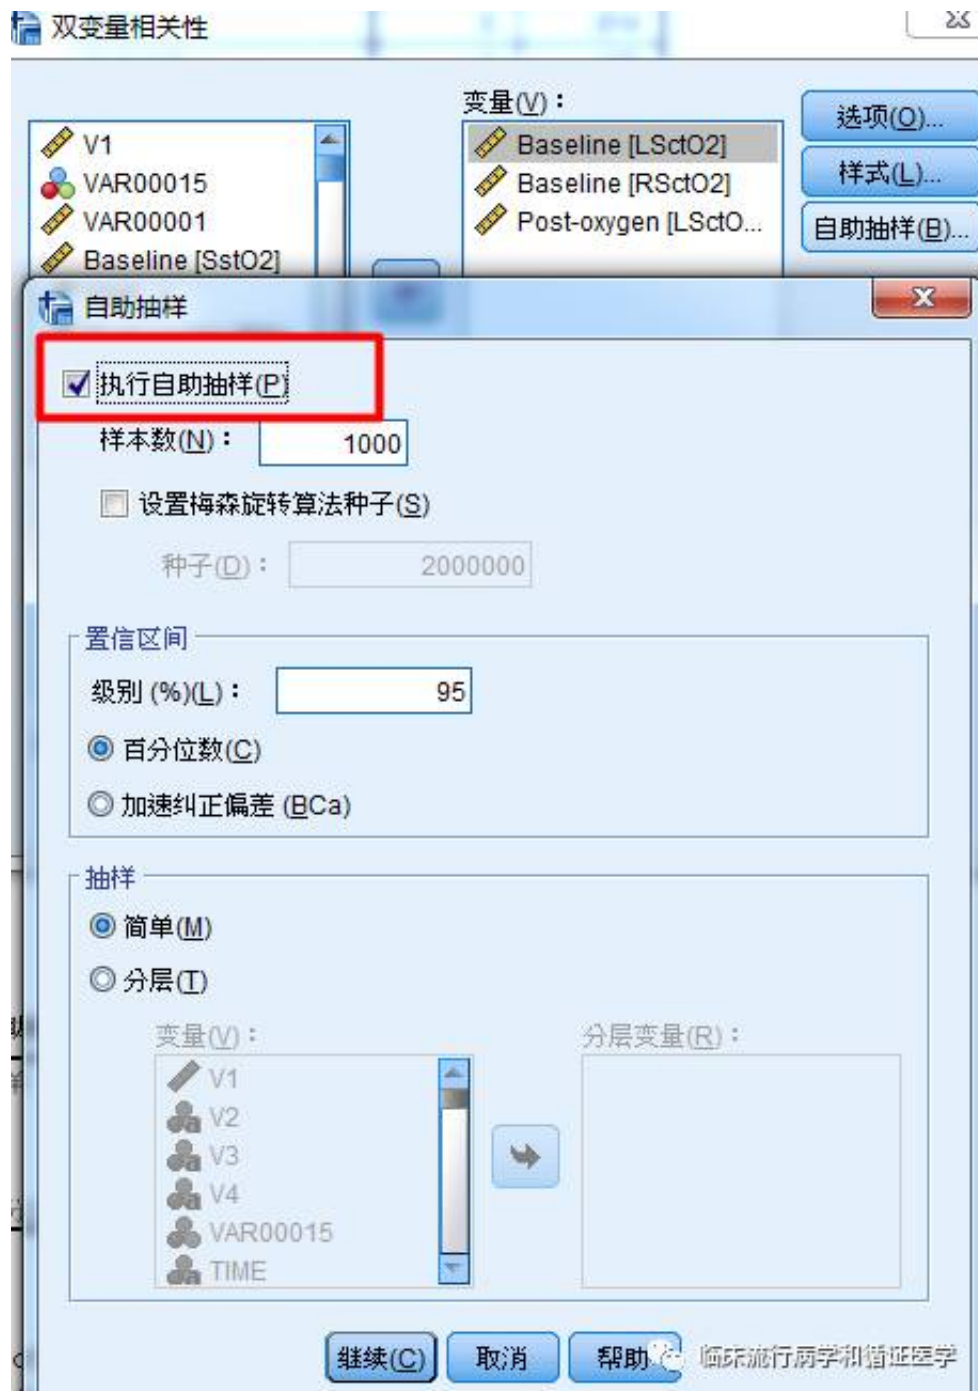 双变量相关性
变量(V)：
选项(O)...
样式(L)...
自助抽样(B)...
V1
VAR00015
VAR00001
Baseline [SstO2]
Baseline [LSctO2]
Baseline [RSctO2]
Post-oxygen [LSctO...
自助抽样
执行自助抽样(P)
样本数(N)： 1000
设置梅森旋转算法种子(S)
种子(D)： 2000000
置信区间
级别 (%)(L)： 95
百分位数(C)
加速纠正偏差 (BCa)
抽样
简单(M)
分层(T)
变量(V)： 分层变量(R)：
V1
V2
V3
V4
VAR00015
TIME
继续(C) 取消 帮助
临床流行病学和循证医学